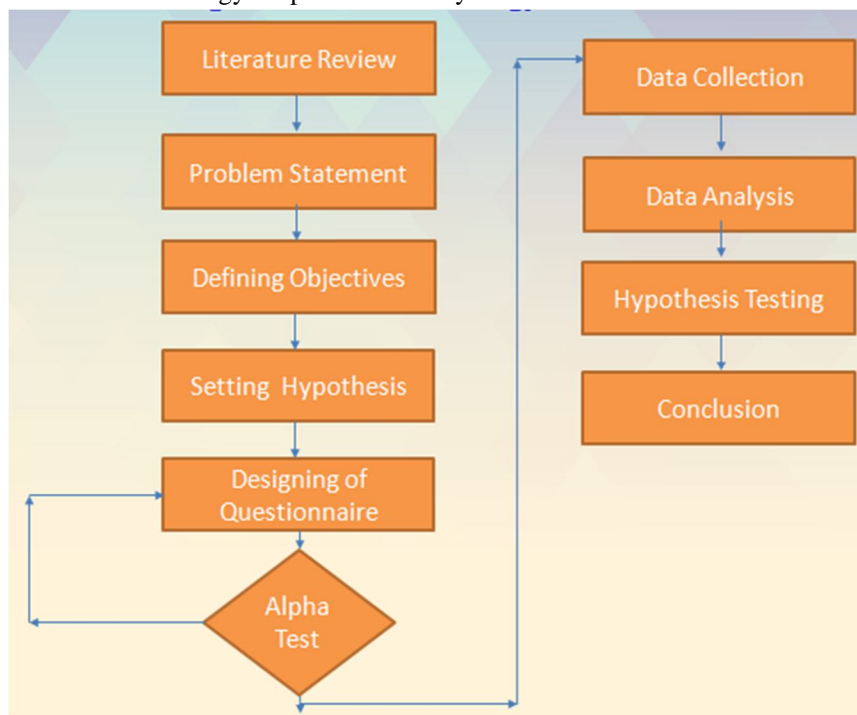 Literature Review
Problem Statement
Defining Objectives
Setting Hypothesis
Designing of
Questionnaire
Alpha
Test
Data Collection
Data Analysis
Hypothesis Testing
Conclusion